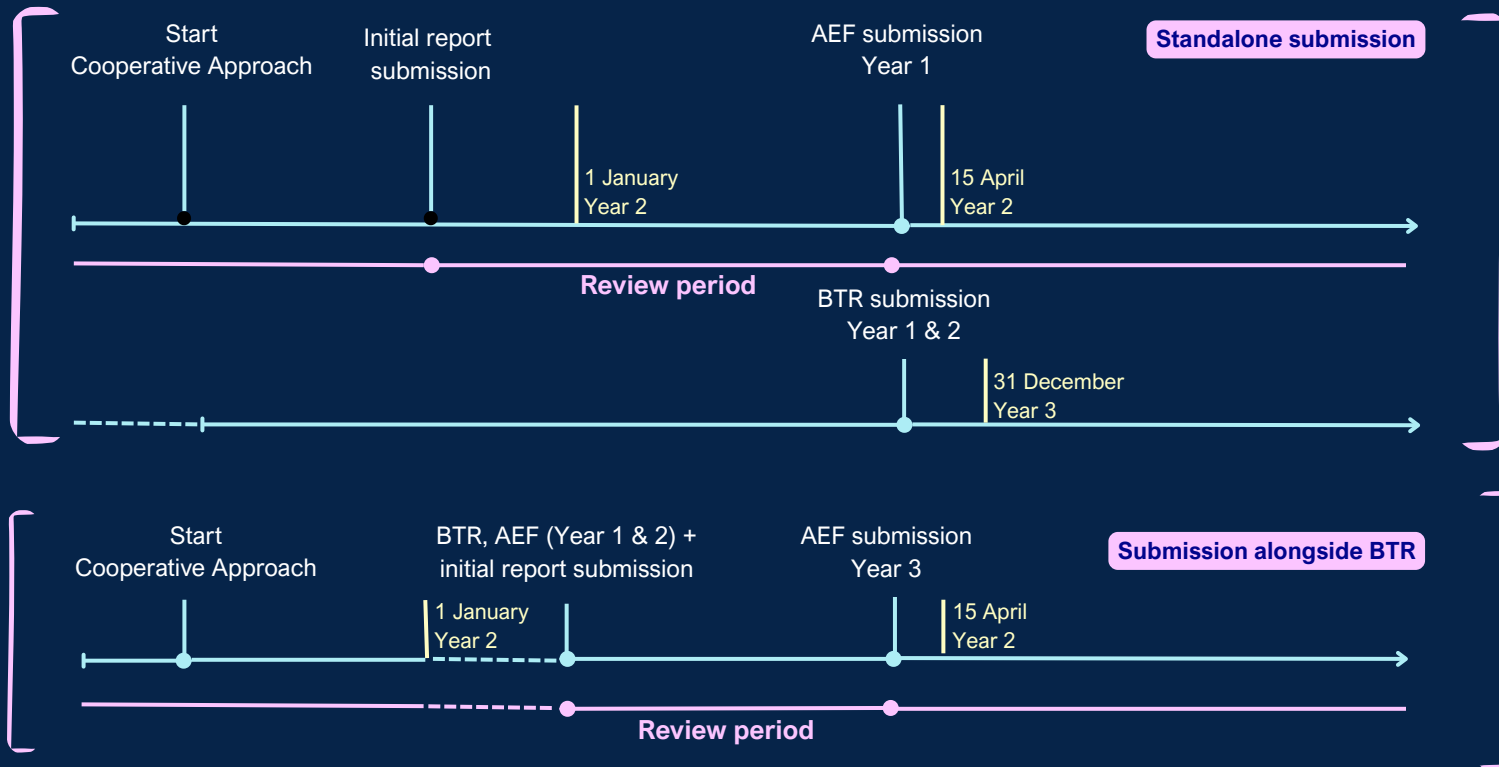 Start
Cooperative Approach
Initial report
submission
AEF submission
Year 1
Standalone submission
1 January
Year 2
15 April
Year 2
Review period
BTR submission
Year 1 & 2
31 December
Year 3
Start
Cooperative Approach
BTR, AEF (Year 1 & 2) +
initial report submission
AEF submission
Year 3
Submission alongside BTR
1 January
Year 2
15 April
Year 2
Review period